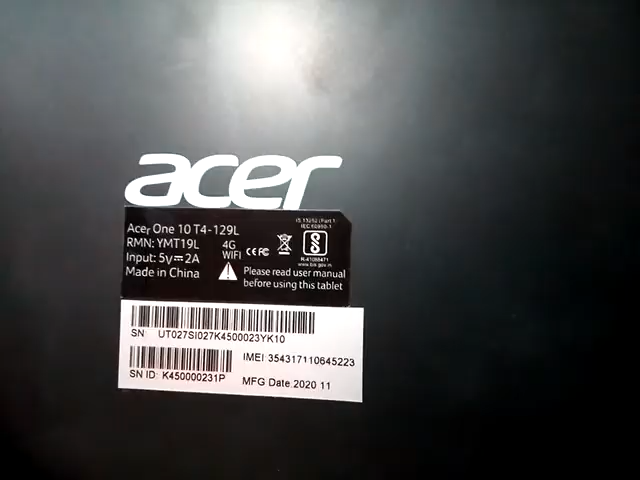 acer
Acer One 10 T4-129L
RMN: YMT19L
4G
WIFI
Input: 5V⎓2A
Made in China
Please read user manual
before using this tablet
IS 13252 (Part 1)
IEC 60950-1
R-41088471
www.bis.gov.in
SN UT027SI027K4500023YK10
IMEI 354317110645223
SN ID: K450000231P
MFG Date:2020 11